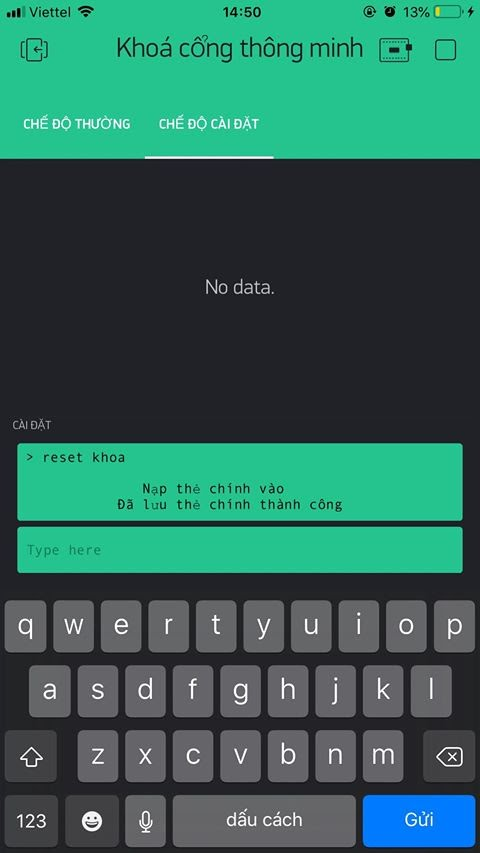 Viettel 14:50 13%
Khoá cổng thông minh
CHẾ ĐỘ THƯỜNG CHẾ ĐỘ CÀI ĐẶT
No data.
CÀI ĐẶT
> reset khoa
Nạp thẻ chính vào
Đã lưu thẻ chính thành công
Type here
q w e r t y u i o p
a s d f g h j k l
z x c v b n m
123 dấu cách Gửi